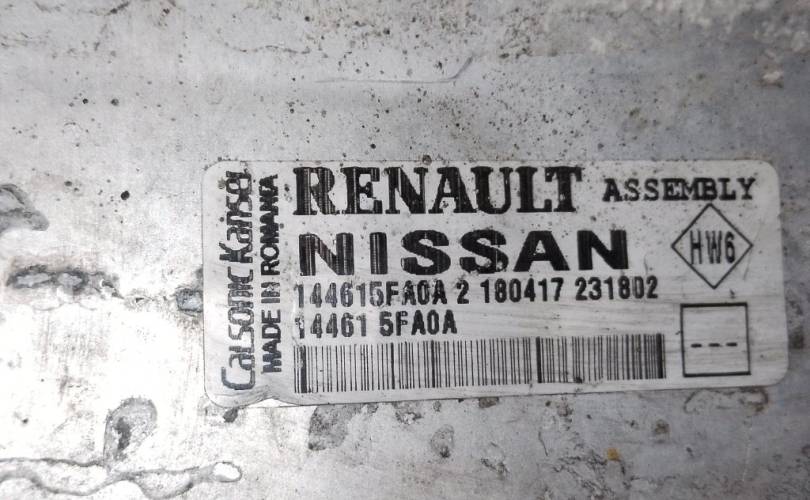 Calsonic Kansei
MADE IN ROMANIA
RENAULT ASSEMBLY
NISSAN
HW6
144615FA0A 2 180417 231802
14461 5FA0A
---